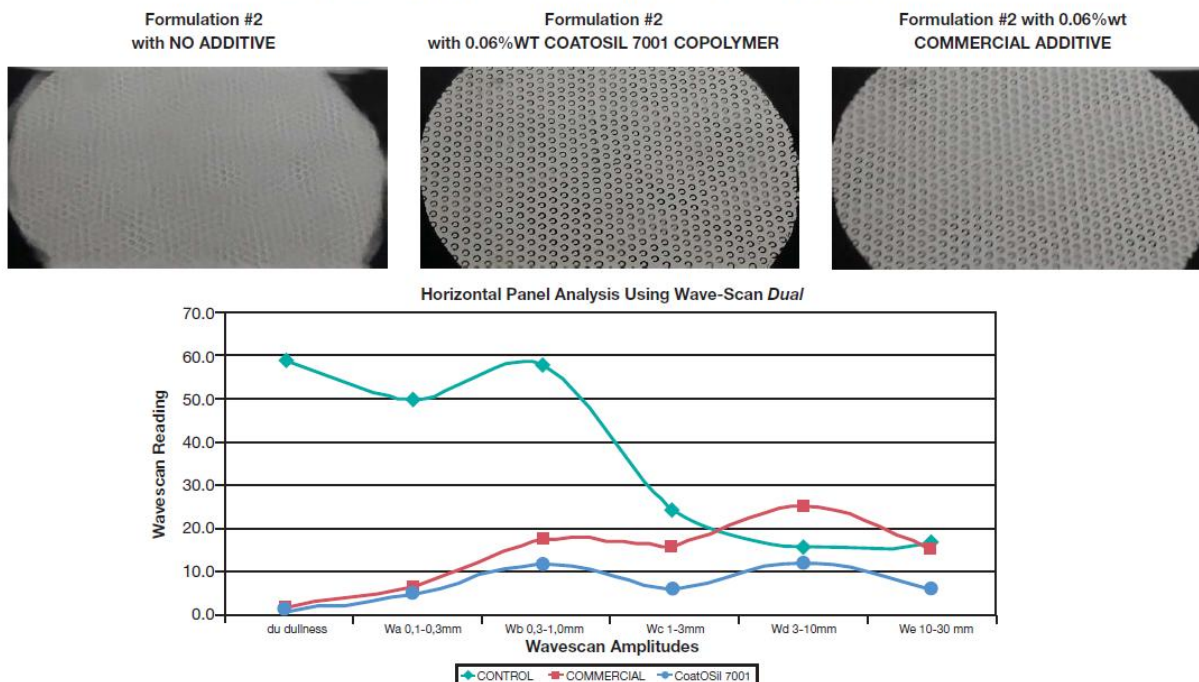 Formulation #2
with NO ADDITIVE
Formulation #2
with 0.06%WT COATOSIL 7001 COPOLYMER
Formulation #2 with 0.06%wt
COMMERCIAL ADDITIVE
Horizontal Panel Analysis Using Wave-Scan Dual
70.0
60.0
50.0
40.0
30.0
20.0
10.0
0.0
Wavescan Reading
du dullness
Wa 0,1-0,3mm
Wb 0,3-1,0mm
Wc 1-3mm
Wd 3-10mm
We 10-30 mm
Wavescan Amplitudes
CONTROL
COMMERCIAL
CoatOSil 7001